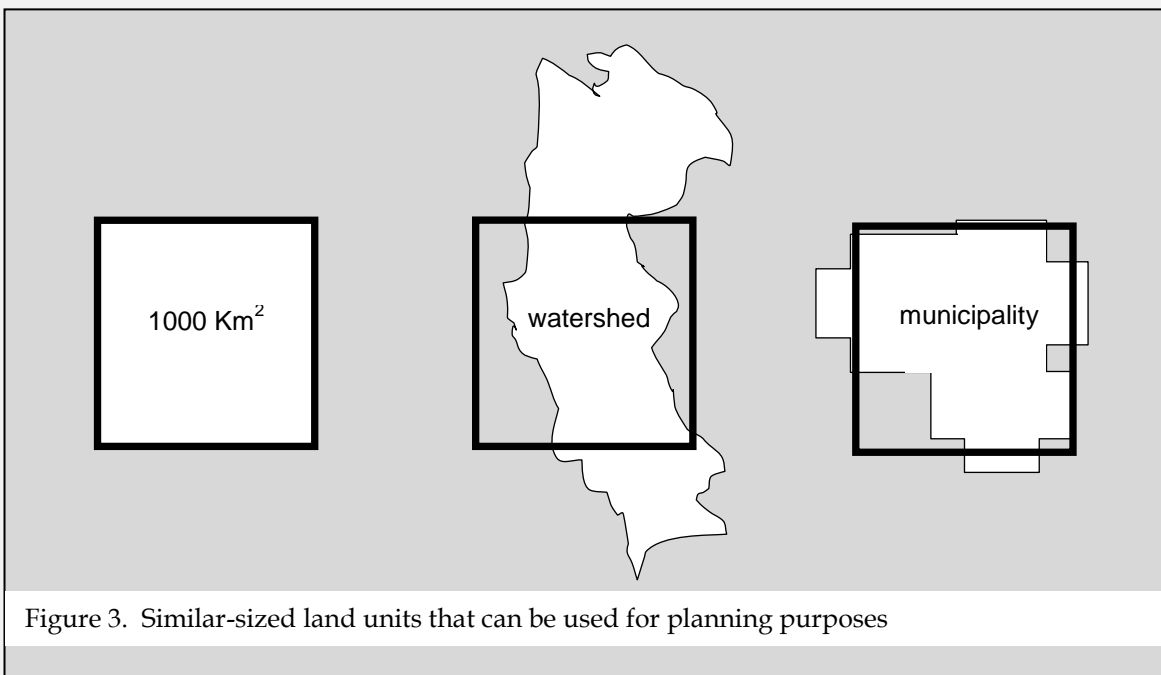 1000 Km²
watershed
municipality
Figure 3. Similar-sized land units that can be used for planning purposes